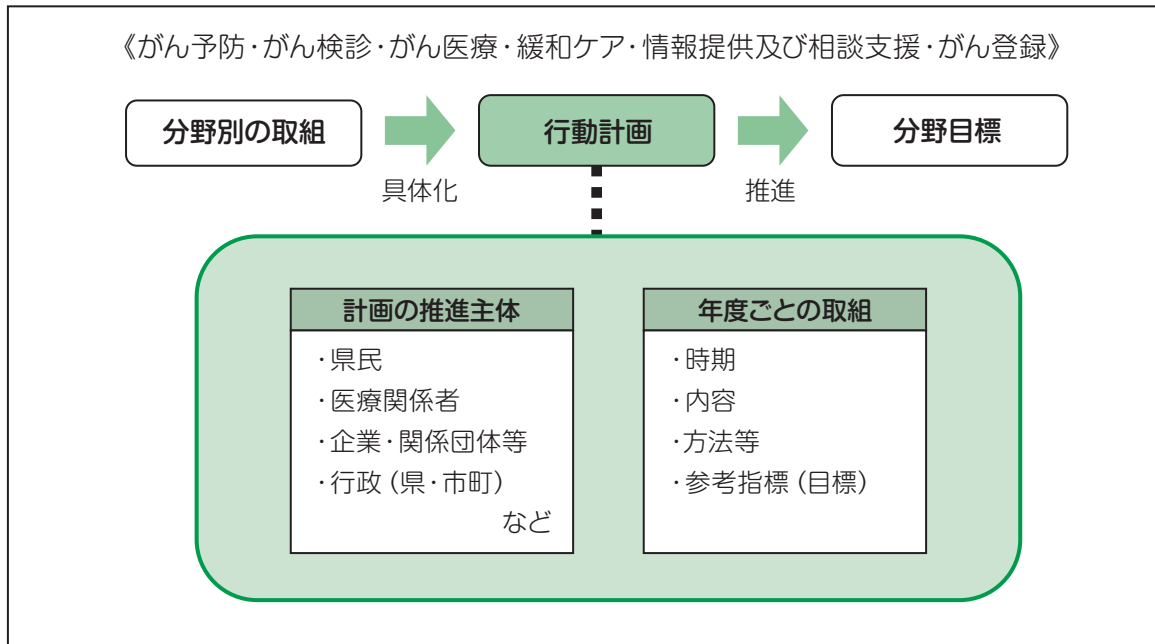 《がん予防・がん検診・がん医療・緩和ケア・情報提供及び相談支援・がん登録》
分野別の取組
行動計画
分野目標
具体化
推進
計画の推進主体
・県民
・医療関係者
・企業・関係団体等
・行政（県・市町）
など
年度ごとの取組
・時期
・内容
・方法等
・参考指標（目標）